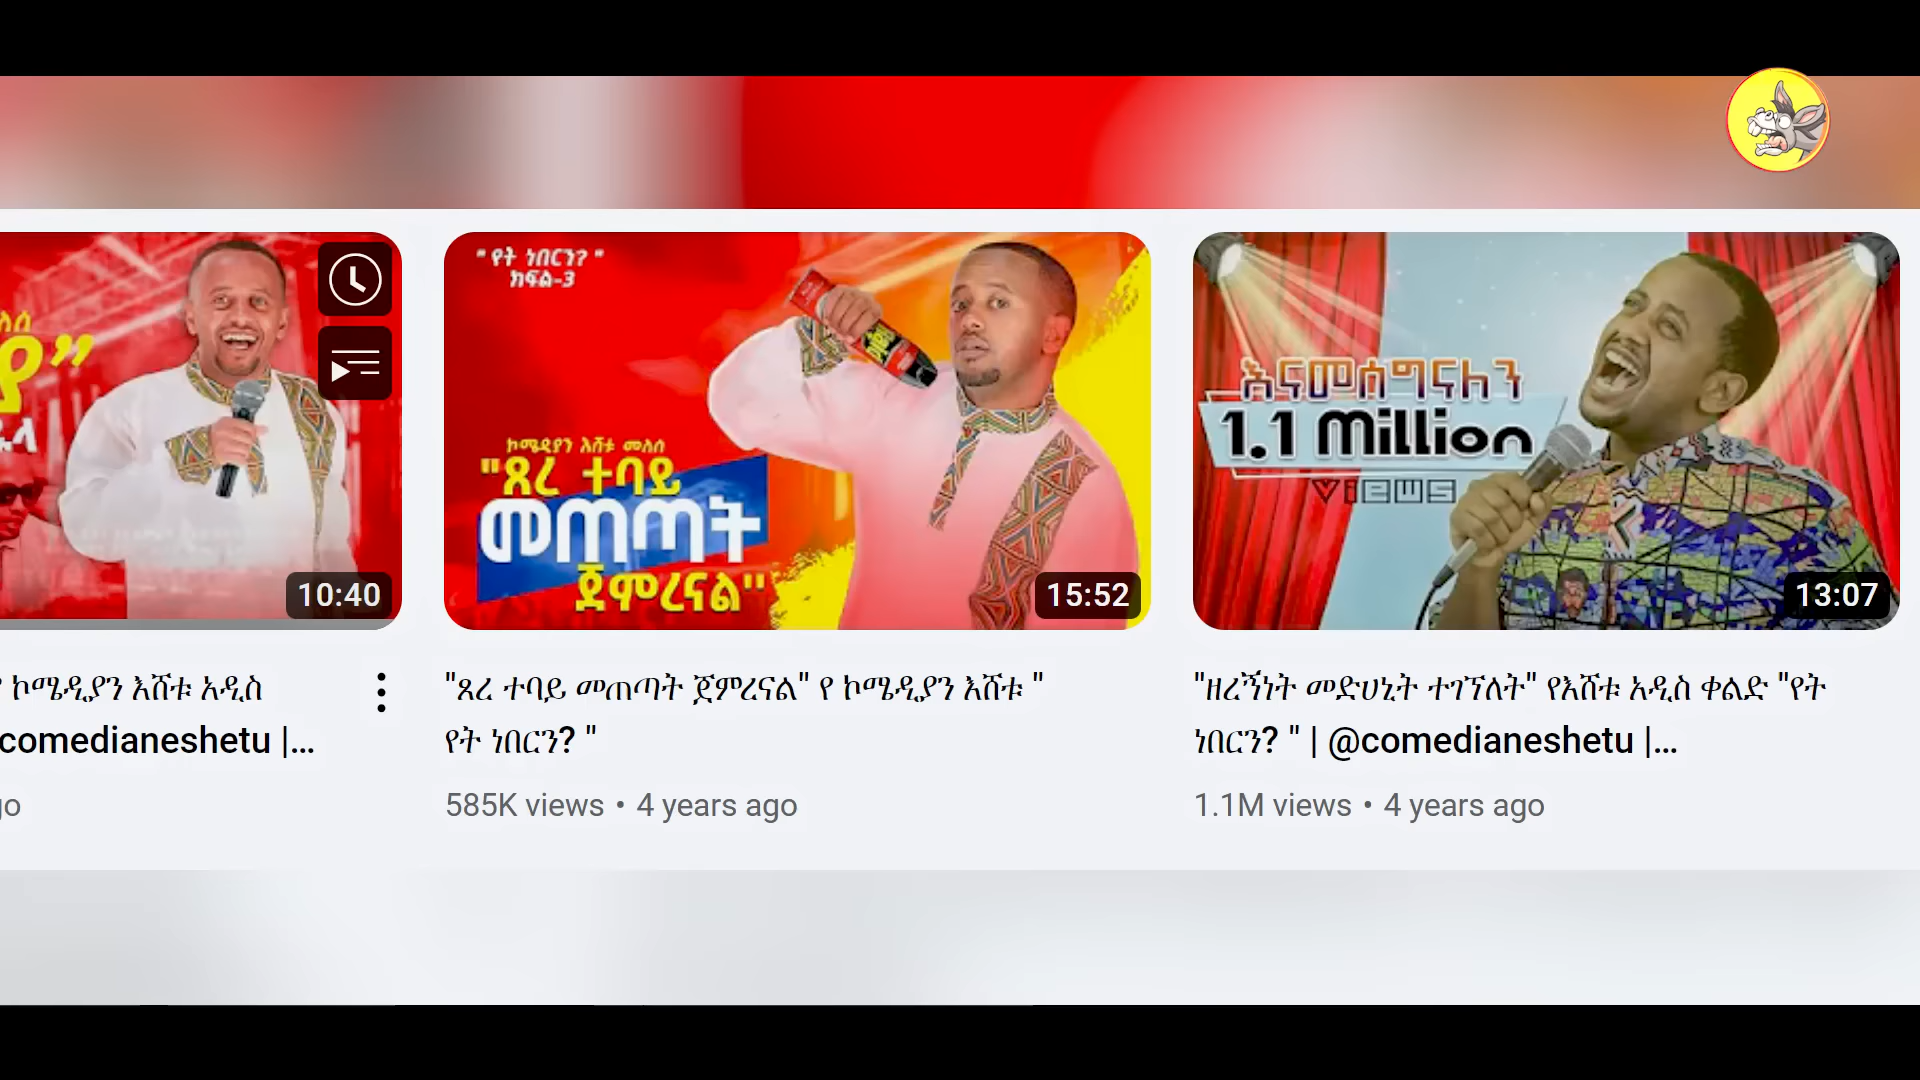 10:40
ኮሜዲያን እሸቱ አዲስ
comedianeshetu |...
" የት ነበርን? "
ክፍል-3
ኮሜዲያን እሸቱ መለሰ
"ጸረ ተባይ
መጠጣት
ጀምረናል"
15:52
"ጸረ ተባይ መጠጣት ጀምረናል" የ ኮሜዲያን እሸቱ "
የት ነበርን? "
585K views • 4 years ago
እናመሰግናለን
1.1 Million
views
13:07
"ዘረኝነት መድሀኒት ተገኘለት" የእሸቱ አዲስ ቀልድ "የት
ነበርን? " | @comedianeshetu |...
1.1M views • 4 years ago